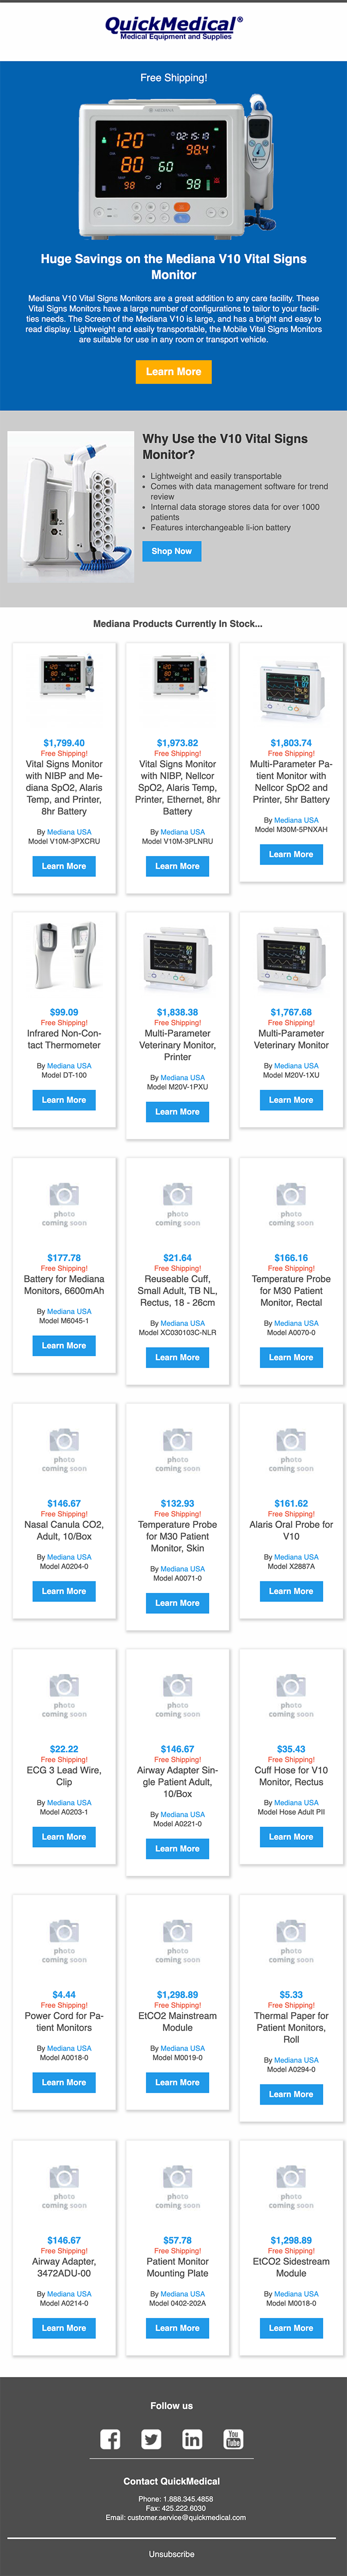 QuickMedical®
Medical Equipment and Supplies
Free Shipping!
120
80
98
60
02:15:13
98.4
98
Huge Savings on the Mediana V10 Vital Signs
Monitor
Mediana V10 Vital Signs Monitors are a great addition to any care facility. These
Vital Signs Monitors have a large number of configurations to tailor to your facili-
ties needs. The Screen of the Mediana V10 is large, and has a bright and easy to
read display. Lightweight and easily transportable, the Mobile Vital Signs Monitors
are suitable for use in any room or transport vehicle.
Learn More
Why Use the V10 Vital Signs
Monitor?
• Lightweight and easily transportable
• Comes with data management software for trend
review
• Internal data storage stores data for over 1000
patients
• Features interchangeable li-ion battery
Shop Now
Mediana Products Currently In Stock...
$1,799.40
Free Shipping!
Vital Signs Monitor
with NIBP and Me-
diana SpO2, Alaris
Temp, and Printer,
8hr Battery
By Mediana USA
Model V10M-3PXCRU
Learn More
$1,973.82
Free Shipping!
Vital Signs Monitor
with NIBP, Nellcor
SpO2, Alaris Temp,
Printer, Ethernet, 8hr
Battery
By Mediana USA
Model V10M-3PLNRU
Learn More
$1,803.74
Free Shipping!
Multi-Parameter Pa-
tient Monitor with
Nellcor SpO2 and
Printer, 5hr Battery
By Mediana USA
Model M30M-5PNXAH
Learn More
$99.09
Free Shipping!
Infrared Non-Con-
tact Thermometer
By Mediana USA
Model DT-100
Learn More
$1,838.38
Free Shipping!
Multi-Parameter
Veterinary Monitor,
Printer
By Mediana USA
Model M20V-1PXU
Learn More
$1,767.68
Free Shipping!
Multi-Parameter
Veterinary Monitor
By Mediana USA
Model M20V-1XU
Learn More
photo
coming soon
$177.78
Free Shipping!
Battery for Mediana
Monitors, 6600mAh
By Mediana USA
Model M6045-1
Learn More
photo
coming soon
$21.64
Free Shipping!
Reuseable Cuff,
Small Adult, TB NL,
Rectus, 18 - 26cm
By Mediana USA
Model XC030103C-NLR
Learn More
photo
coming soon
$166.16
Free Shipping!
Temperature Probe
for M30 Patient
Monitor, Rectal
By Mediana USA
Model A0070-0
Learn More
photo
coming soon
$146.67
Free Shipping!
Nasal Canula CO2,
Adult, 10/Box
By Mediana USA
Model A0204-0
Learn More
photo
coming soon
$132.93
Free Shipping!
Temperature Probe
for M30 Patient
Monitor, Skin
By Mediana USA
Model A0071-0
Learn More
photo
coming soon
$161.62
Free Shipping!
Alaris Oral Probe for
V10
By Mediana USA
Model X2887A
Learn More
photo
coming soon
$22.22
Free Shipping!
ECG 3 Lead Wire,
Clip
By Mediana USA
Model A0203-1
Learn More
photo
coming soon
$146.67
Free Shipping!
Airway Adapter Sin-
gle Patient Adult,
10/Box
By Mediana USA
Model A0221-0
Learn More
photo
coming soon
$35.43
Free Shipping!
Cuff Hose for V10
Monitor, Rectus
By Mediana USA
Model Hose Adult PII
Learn More
photo
coming soon
$4.44
Free Shipping!
Power Cord for Pa-
tient Monitors
By Mediana USA
Model A0018-0
Learn More
photo
coming soon
$1,298.89
Free Shipping!
EtCO2 Mainstream
Module
By Mediana USA
Model M0019-0
Learn More
photo
coming soon
$5.33
Free Shipping!
Thermal Paper for
Patient Monitors,
Roll
By Mediana USA
Model A0294-0
Learn More
photo
coming soon
$146.67
Free Shipping!
Airway Adapter,
3472ADU-00
By Mediana USA
Model A0214-0
Learn More
photo
coming soon
$57.78
Free Shipping!
Patient Monitor
Mounting Plate
By Mediana USA
Model 0402-202A
Learn More
photo
coming soon
$1,298.89
Free Shipping!
EtCO2 Sidestream
Module
By Mediana USA
Model M0018-0
Learn More
Follow us
You
Tube
Contact QuickMedical
Phone: 1.888.345.4858
Fax: 425.222.6030
Email: customer.service@quickmedical.com
Unsubscribe